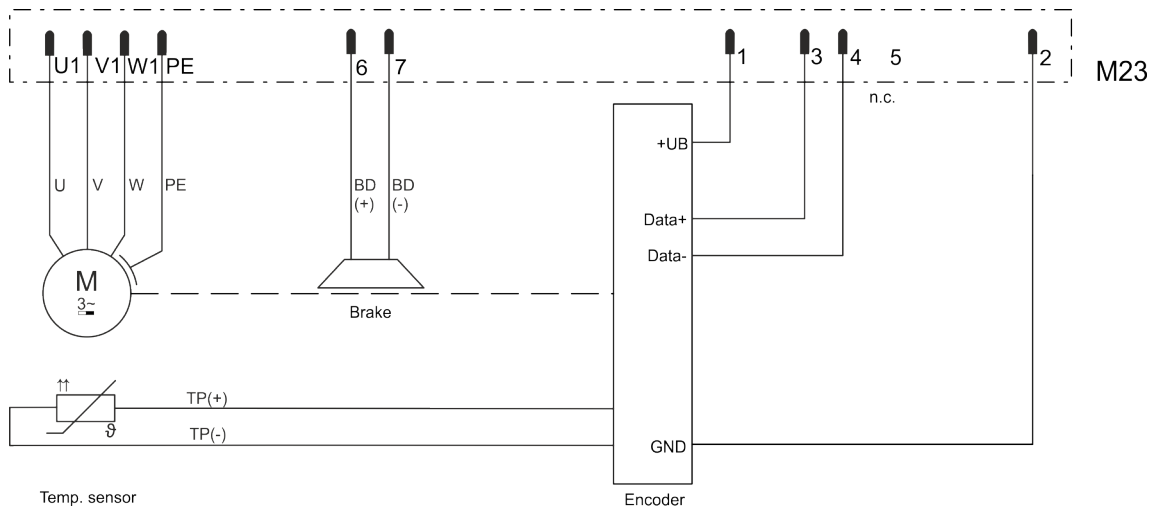 U1 V1 W1 PE 6 7 1 3 4 5 2
M23
n.c.
+UB
U V W PE BD (+) BD (-)
Data+
Data-
M
3~
Brake
TP(+)
ϑ
TP(-)
GND
Temp. sensor
Encoder